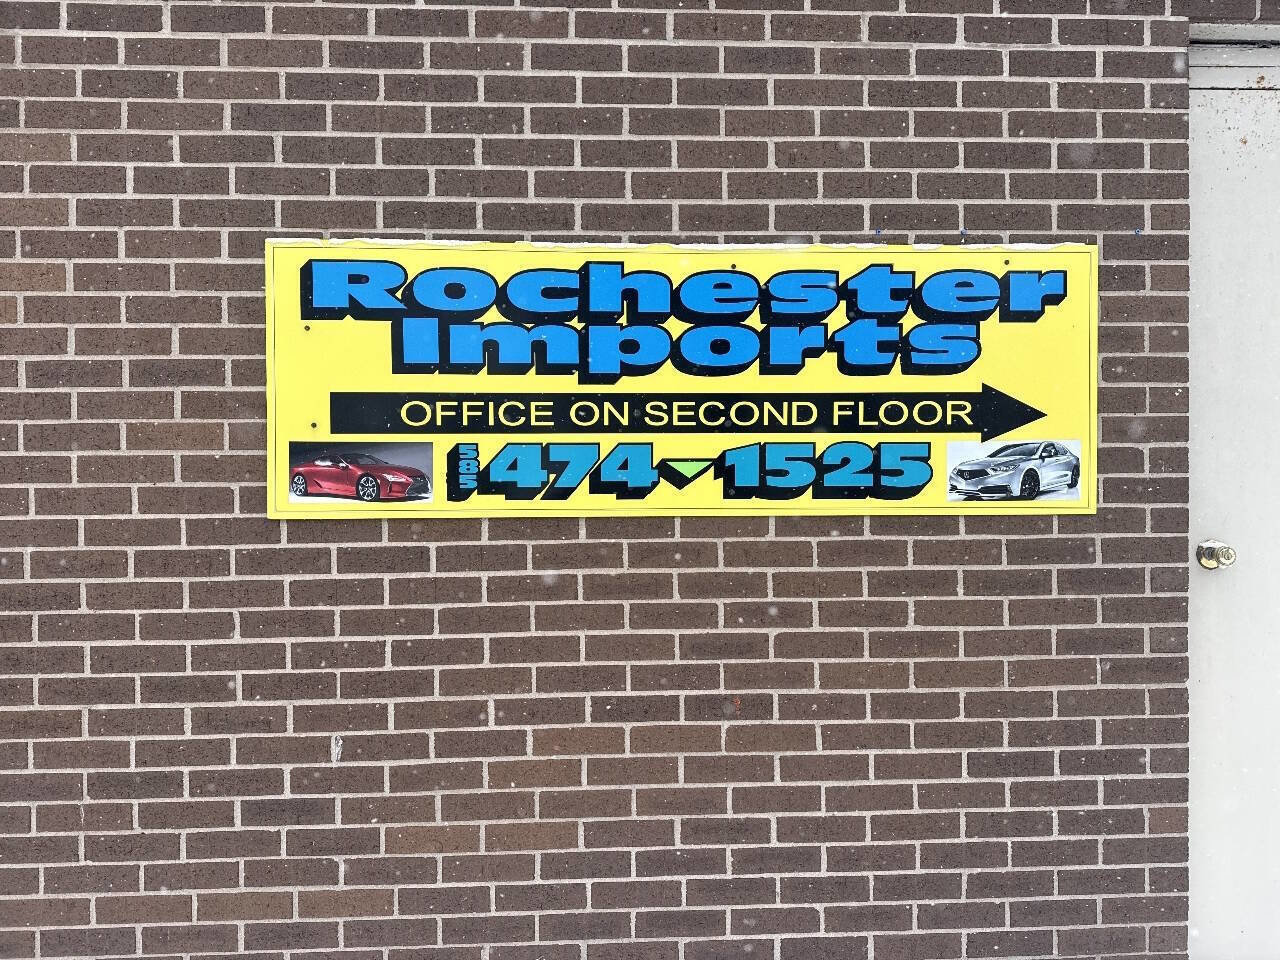 Rochester
Imports
OFFICE ON SECOND FLOOR
585 474-1525